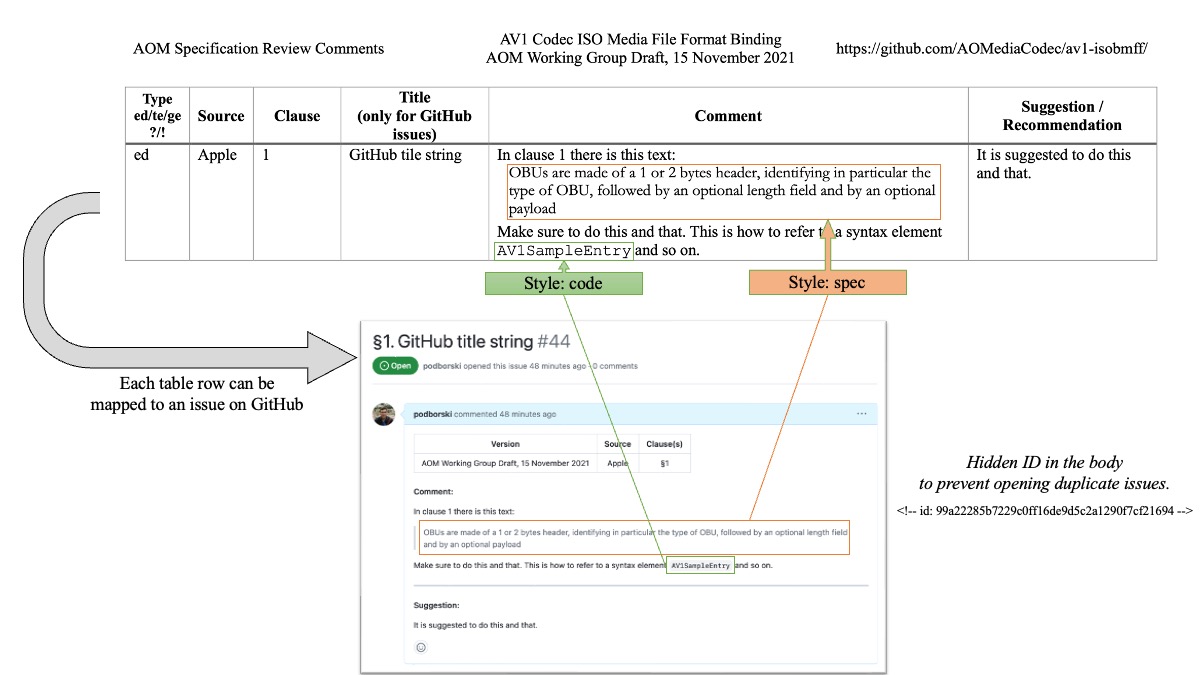 AOM Specification Review Comments
AV1 Codec ISO Media File Format Binding
AOM Working Group Draft, 15 November 2021
https://github.com/AOMediaCodec/av1-isobmff/
Type
ed/te/ge
?/!
Source
Clause
Title
(only for GitHub
issues)
Comment
Suggestion /
Recommendation
ed
Apple
1
GitHub tile string
In clause 1 there is this text:
OBUs are made of a 1 or 2 bytes header, identifying in particular the
type of OBU, followed by an optional length field and by an optional
payload
Make sure to do this and that. This is how to refer to a syntax element
AV1SampleEntry and so on.
It is suggested to do this
and that.
Style: code
Style: spec
Each table row can be
mapped to an issue on GitHub
§1. GitHub title string #44
Open
podborski opened this issue 48 minutes ago · 0 comments
podborski commented 48 minutes ago
Version
Source
Clause(s)
AOM Working Group Draft, 15 November 2021
Apple
§1
Comment:
In clause 1 there is this text:
OBUs are made of a 1 or 2 bytes header, identifying in particular the type of OBU, followed by an optional length field
and by an optional payload
Make sure to do this and that. This is how to refer to a syntax element AV1SampleEntry and so on.
Suggestion:
It is suggested to do this and that.
Hidden ID in the body
to prevent opening duplicate issues.
<!-- id: 99a22285b7229c0ff16de9d5c2a1290f7cf21694 -->